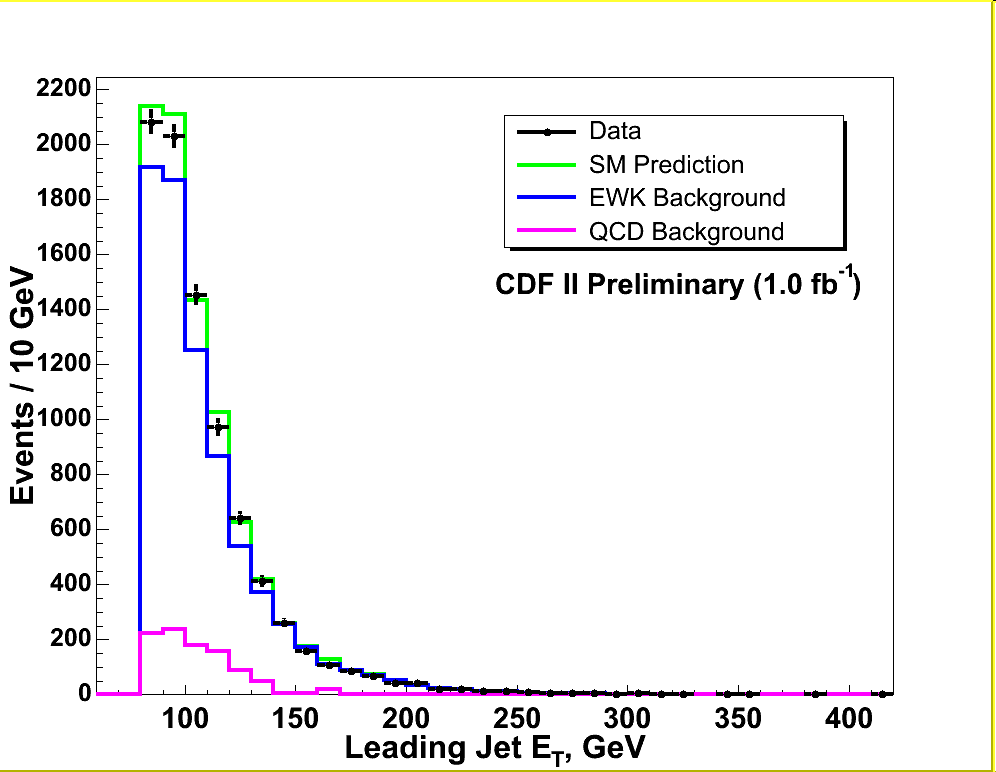 2200
2000
1800
1600
1400
1200
1000
800
600
400
200
0
Events / 10 GeV
Data
SM Prediction
EWK Background
QCD Background
CDF II Preliminary (1.0 fb⁻¹)
100 150 200 250 300 350 400
Leading Jet E_T, GeV